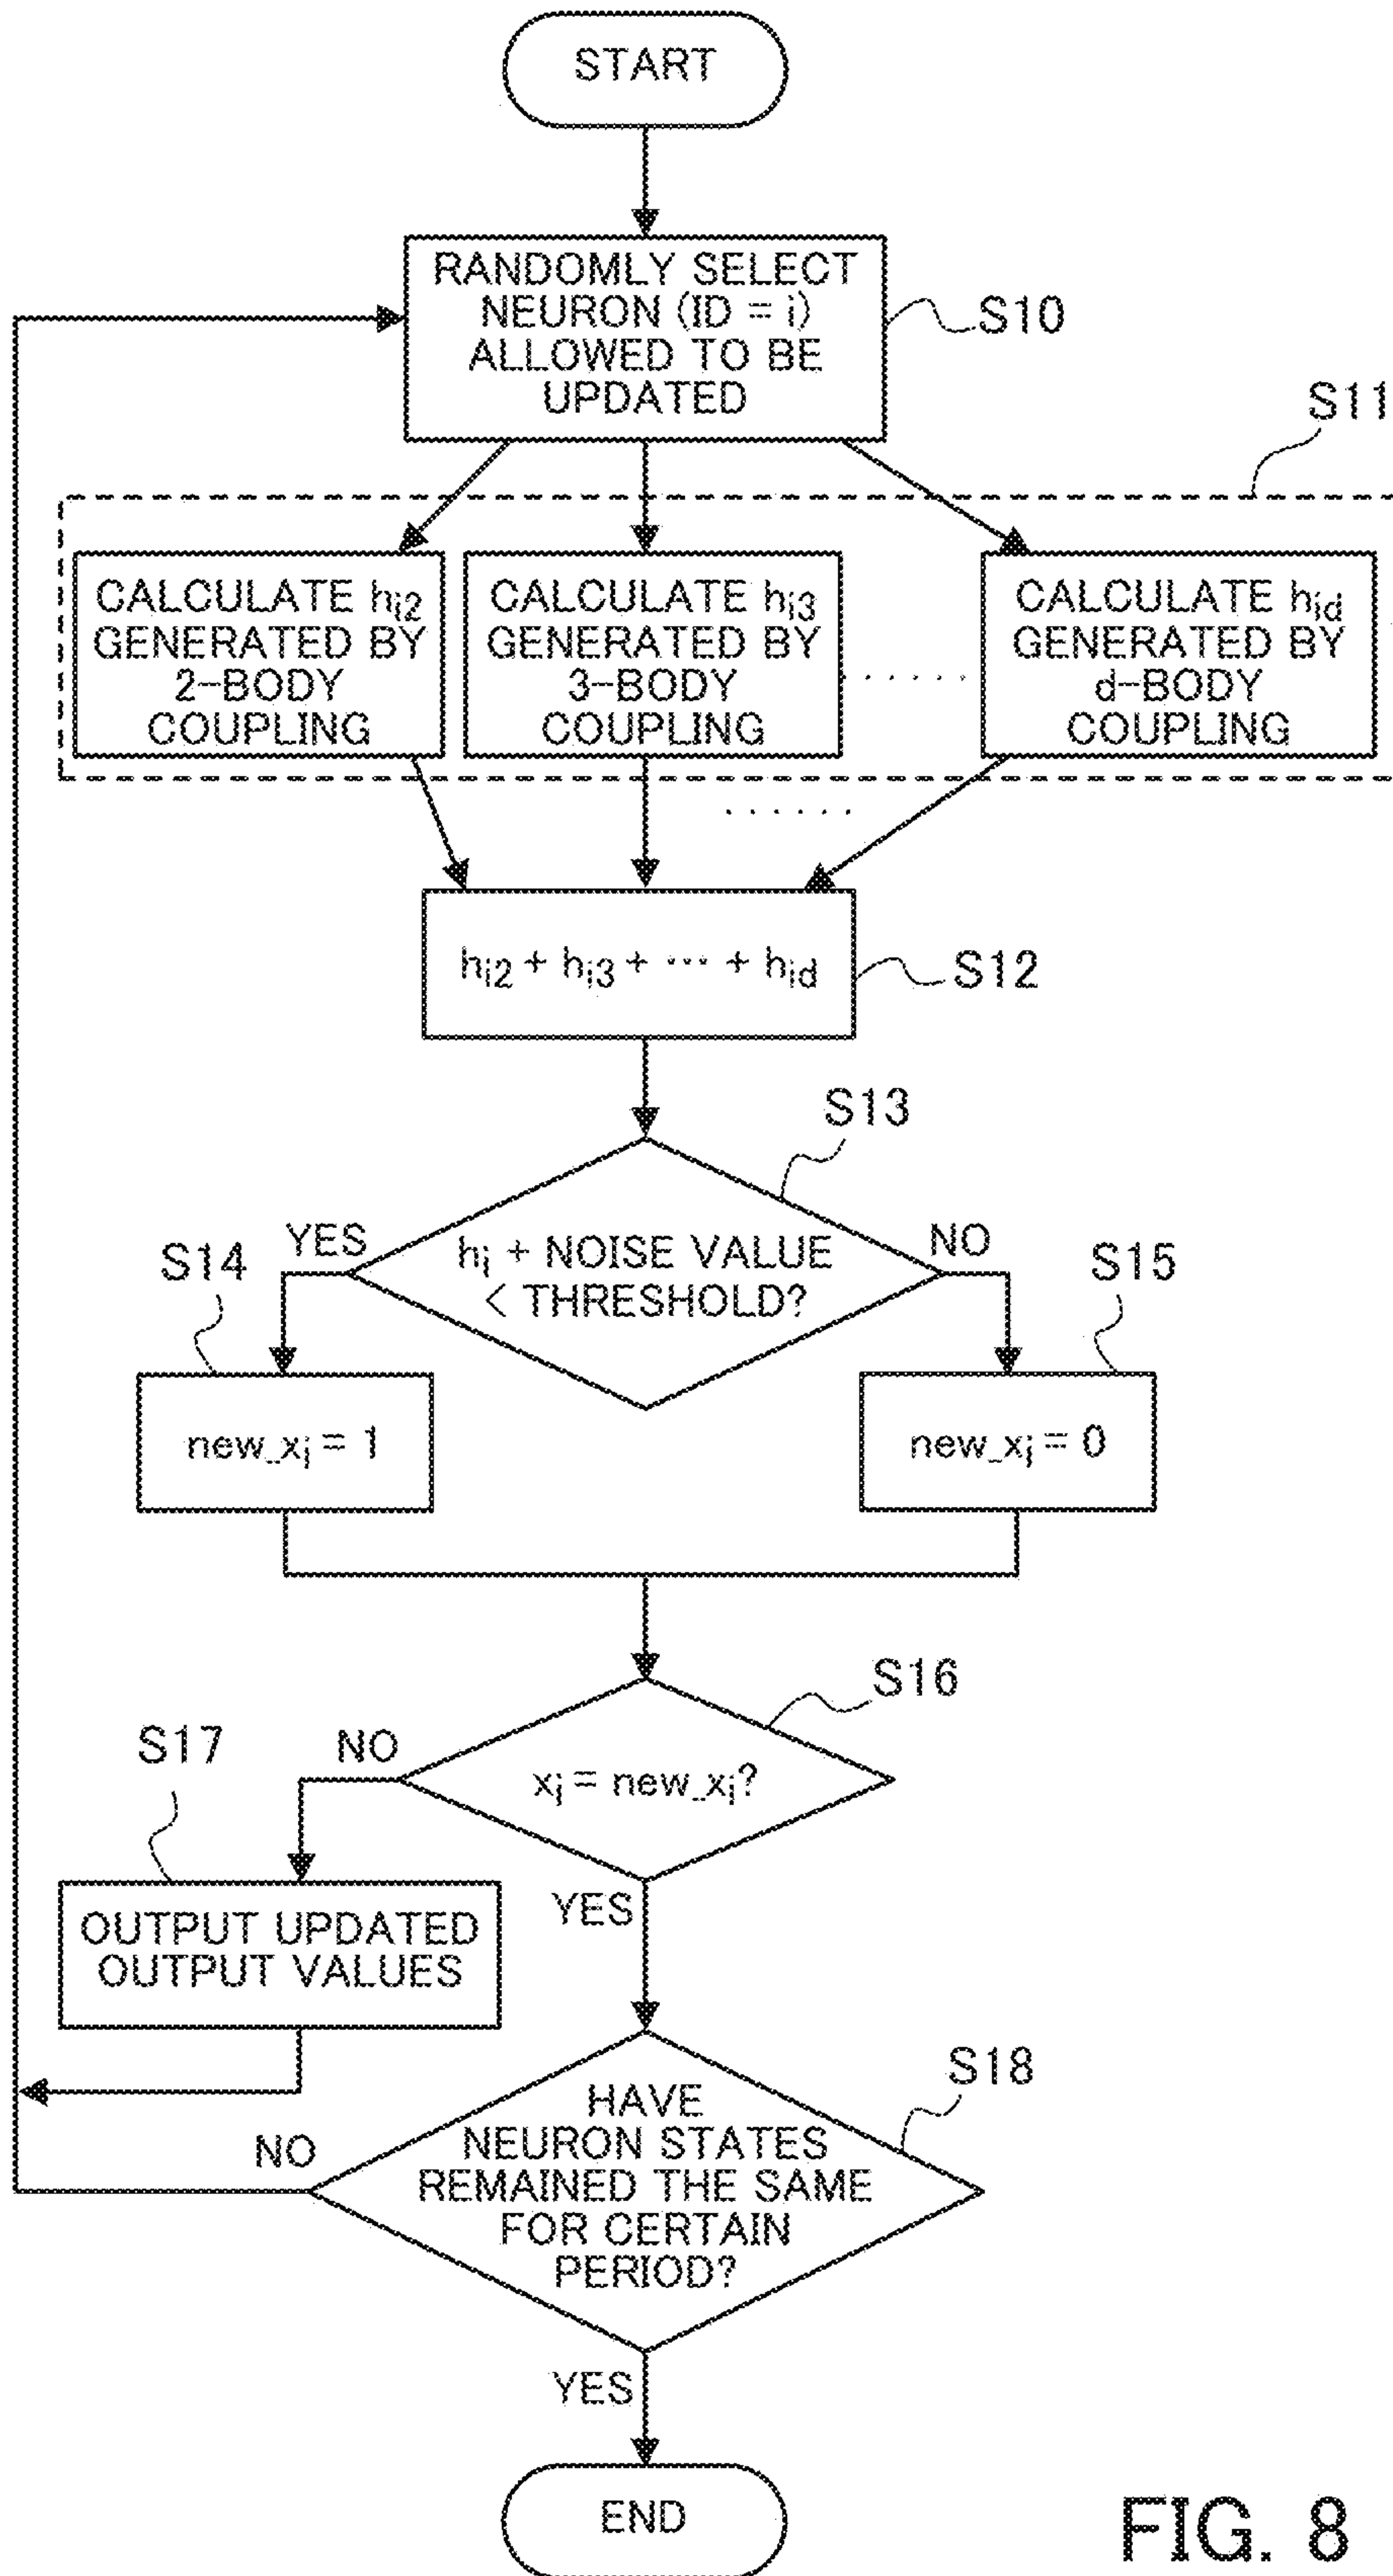 START
RANDOMLY SELECT
NEURON (ID = i)
ALLOWED TO BE
UPDATED
S10
S11
CALCULATE hi2
GENERATED BY
2-BODY
COUPLING
CALCULATE hi3
GENERATED BY
3-BODY
COUPLING
· · · · · ·
CALCULATE hid
GENERATED BY
d-BODY
COUPLING
· · · · · ·
hi2 + hi3 + ··· + hid
S12
S13
YES
hi + NOISE VALUE
< THRESHOLD?
NO
S14
S15
new_xi = 1
new_xi = 0
S16
S17
NO
xi = new_xi?
YES
OUTPUT UPDATED
OUTPUT VALUES
S18
NO
HAVE
NEURON STATES
REMAINED THE SAME
FOR CERTAIN
PERIOD?
YES
END
FIG. 8